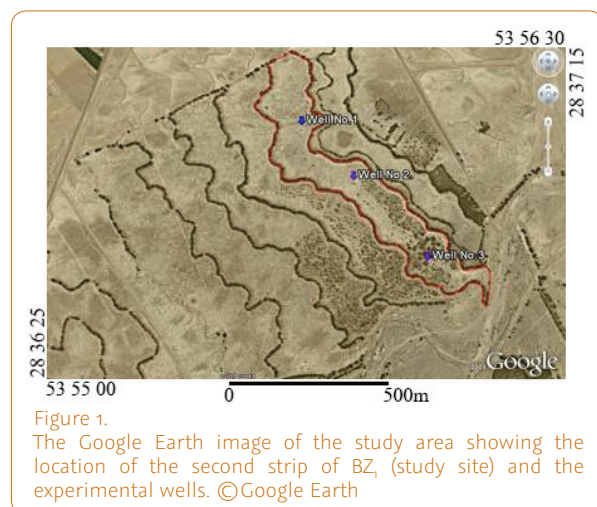 53 56 30
28 37 15
Well No.1
Well No.2
Well No.3
28 36 25
Google
53 55 00
0 500m
Figure 1.
The Google Earth image of the study area showing the
location of the second strip of BZ₁ (study site) and the
experimental wells. ©Google Earth